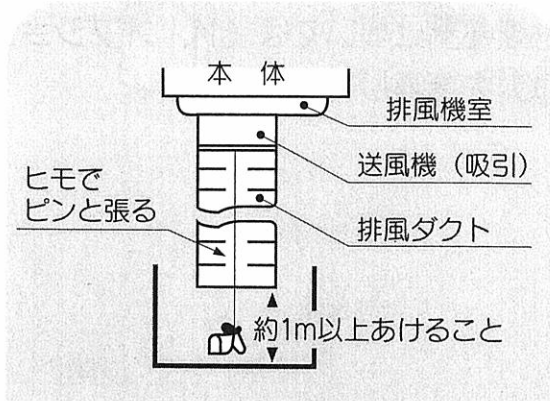 本体
排風機室
送風機（吸引）
ヒモで
ピンと張る
排風ダクト
約1m以上あけること